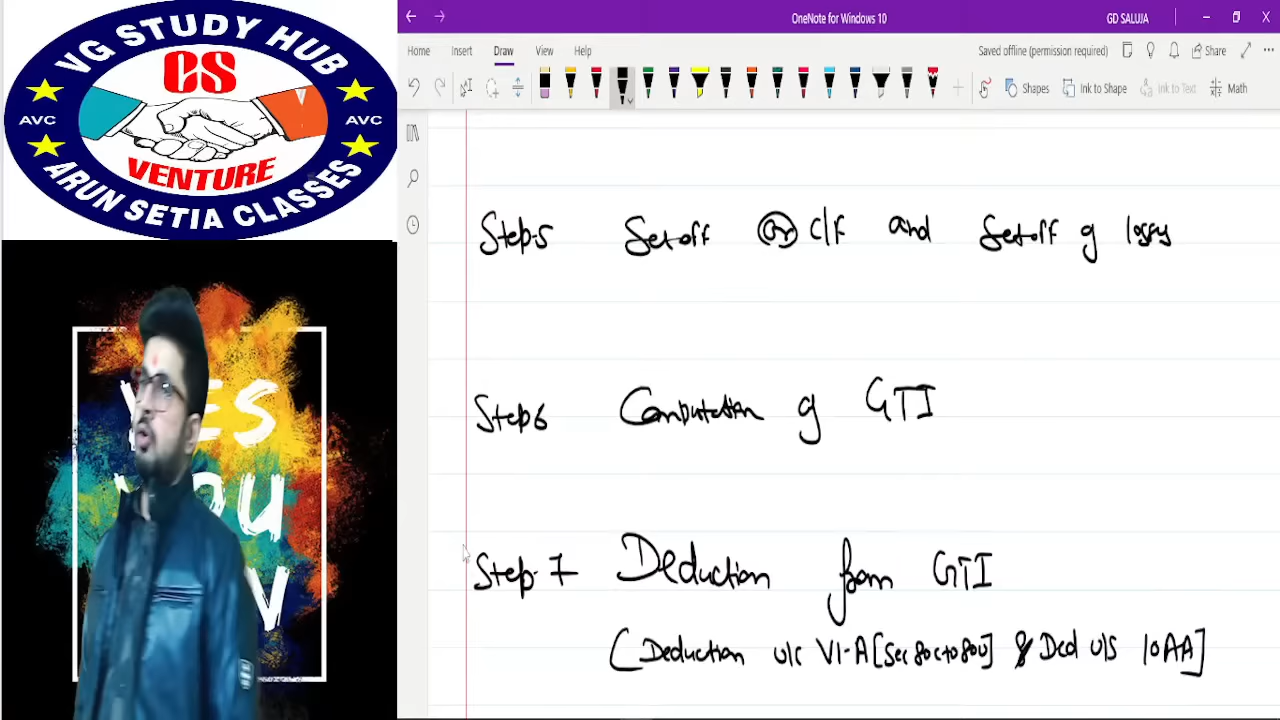 VG STUDY HUB
CS
AVC
AVC
VENTURE
ARUN SETIA CLASSES
YES
YOU
OneNote for Windows 10
GD SALUJA
Home Insert Draw View Help
Saved offline (permission required)
Share
Shapes
Ink to Shape
Ink to Text
Math
Step-5 Setoff or c/f and Setoff of losses
Step 6 Computation of GTI
Step-7 Deduction from GTI
(Deduction u/c VI-A [Sec 80C to 80U] & Ded u/s 10AA]